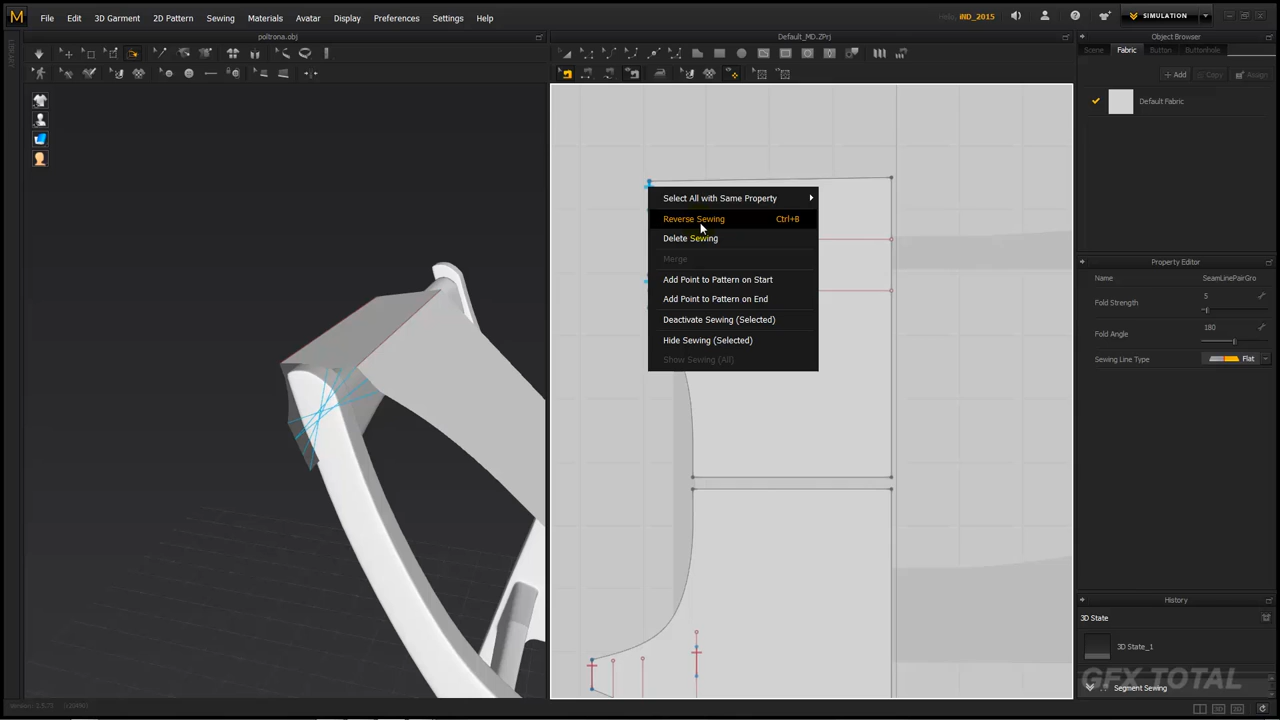 M File Edit 3D Garment 2D Pattern Sewing Materials Avatar Display Preferences Settings Help Hello, iND_2015 SIMULATION
poltrona.obj Default_MD.ZPrj Object Browser
Scene Fabric Button Buttonhole
Add Copy Assign
Default Fabric
Select All with Same Property
Reverse Sewing Ctrl+B
Delete Sewing
Merge
Add Point to Pattern on Start
Add Point to Pattern on End
Deactivate Sewing (Selected)
Hide Sewing (Selected)
Show Sewing (All)
Property Editor
Name SeamLinePairGro
Fold Strength 5
Fold Angle 180
Sewing Line Type Flat
History
3D State
3D State_1
Segment Sewing
GFX TOTAL
3D 2D